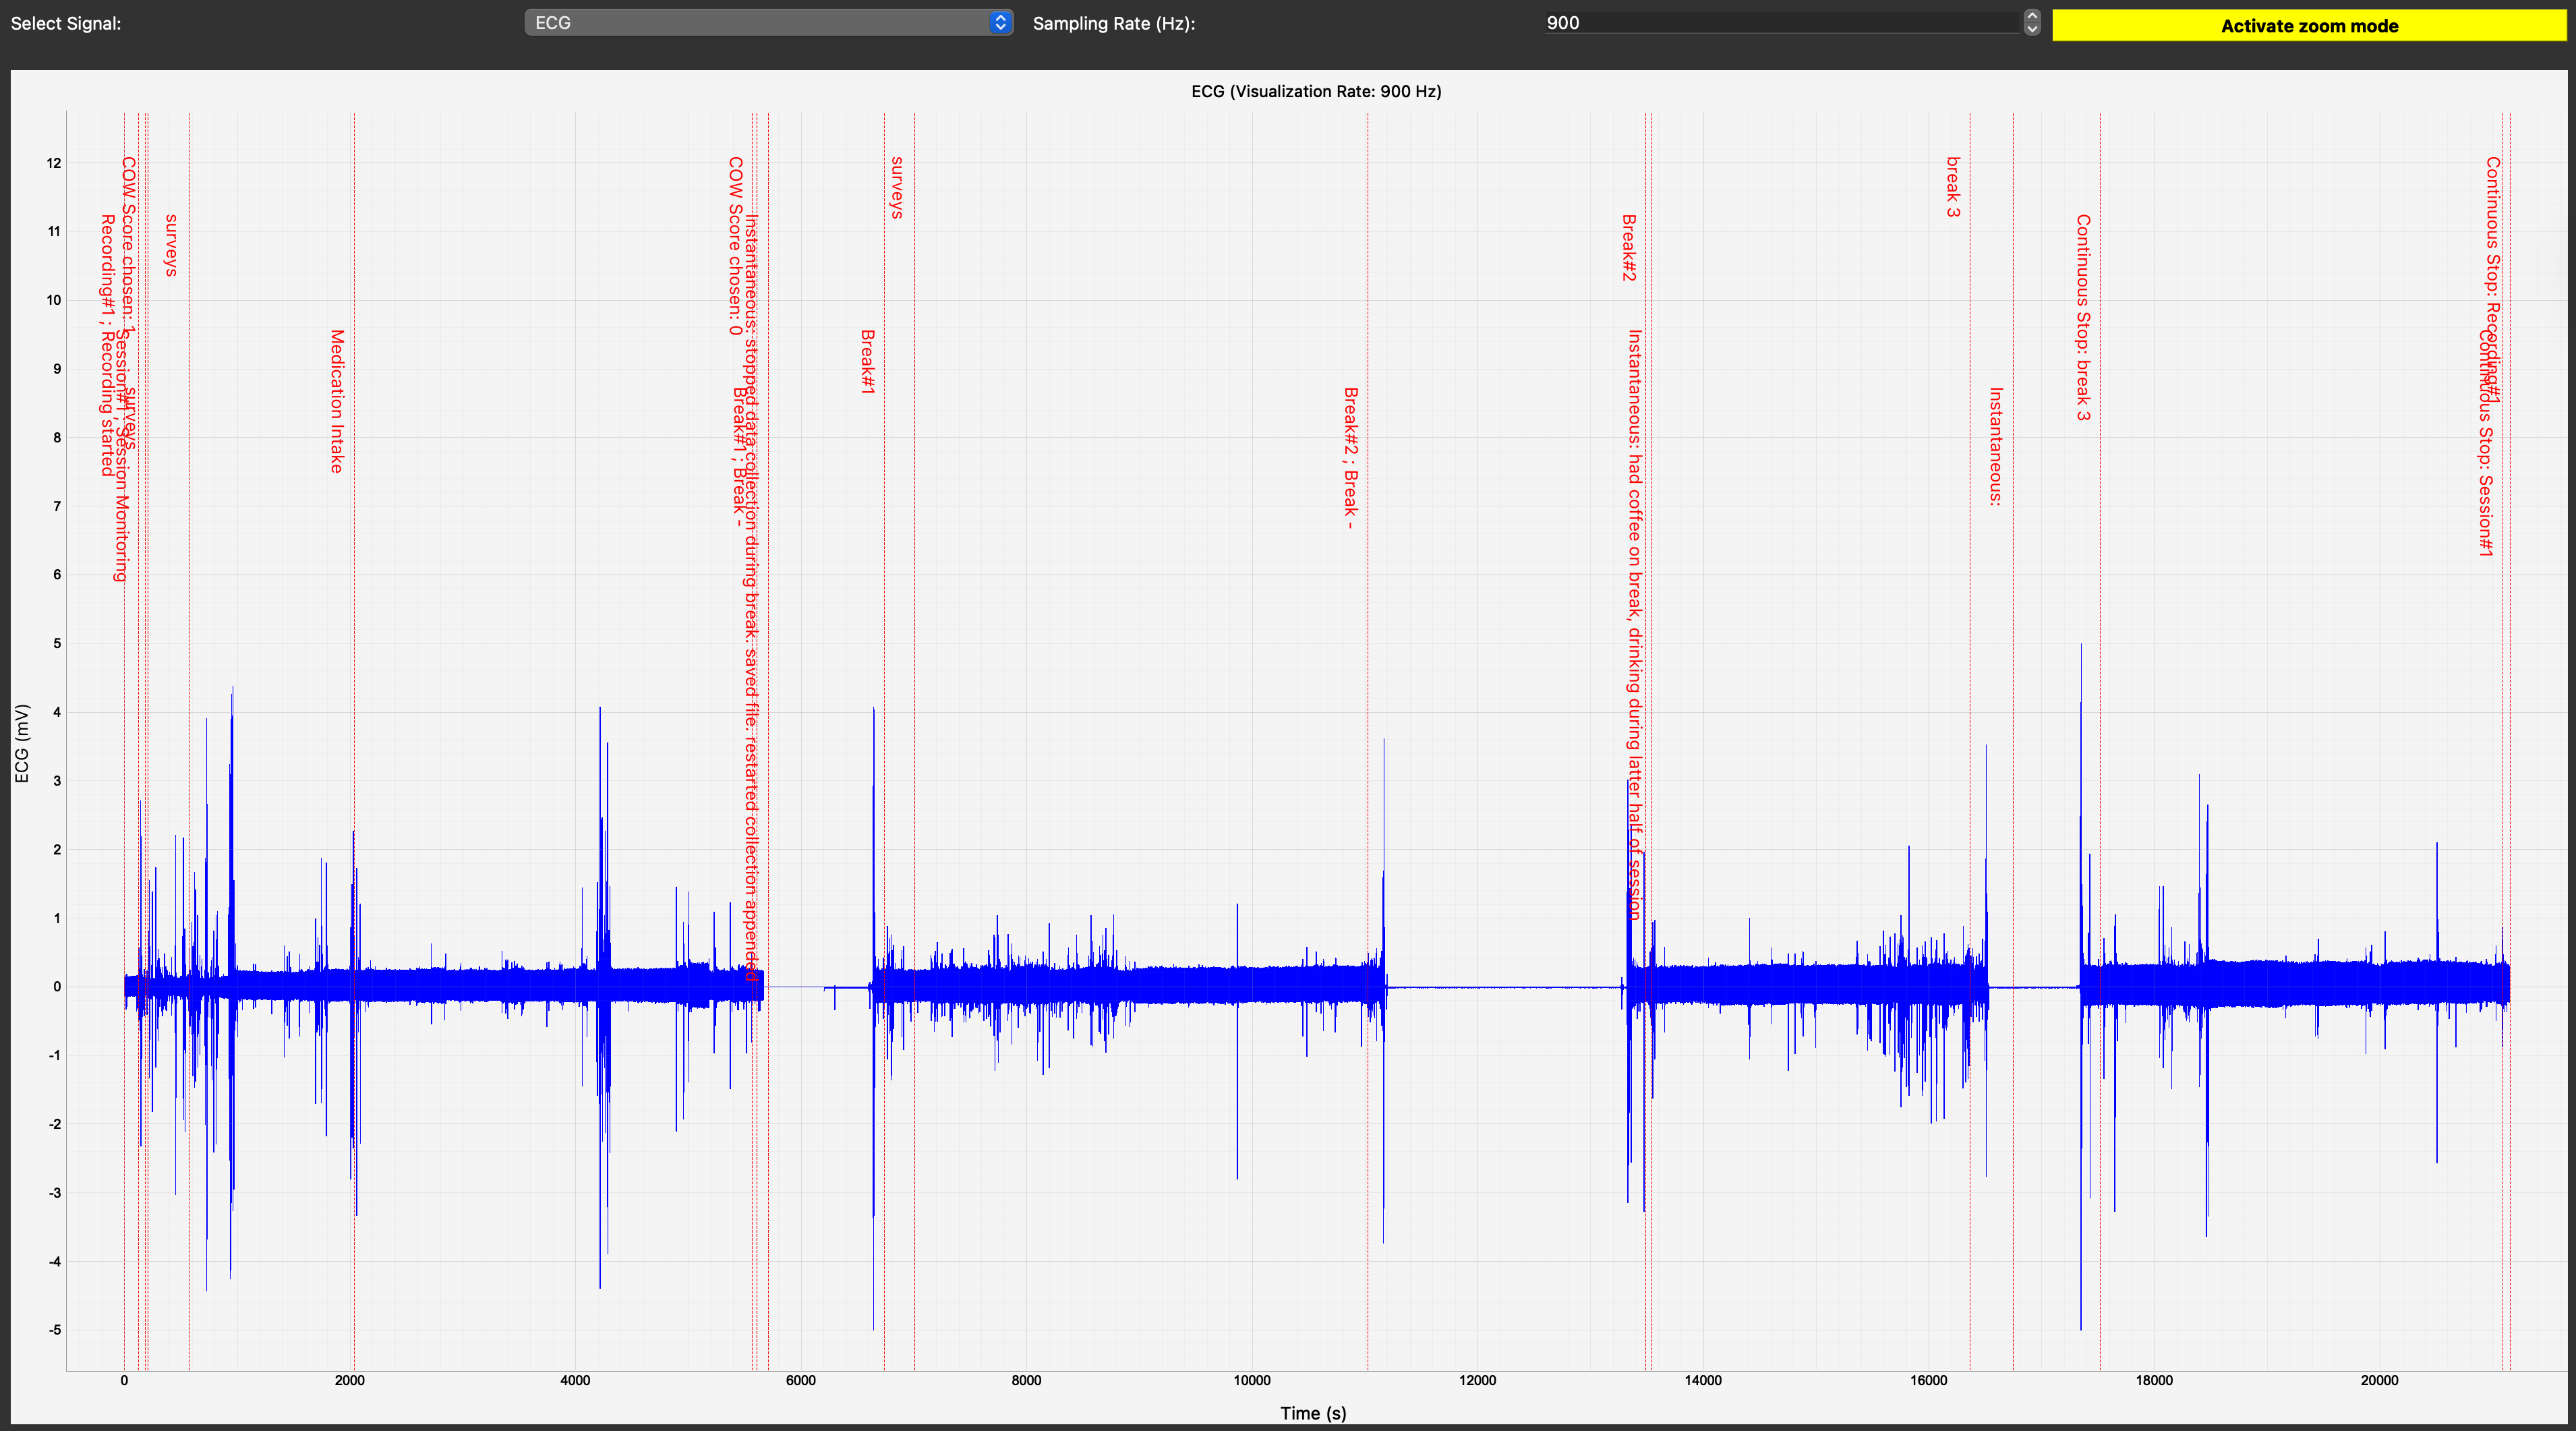 Select Signal:
ECG
Sampling Rate (Hz):
900
Activate zoom mode
ECG (Visualization Rate: 900 Hz)
ECG (mV)
12
11
10
9
8
7
6
5
4
3
2
1
0
-1
-2
-3
-4
-5
Recording#1 ; Recording started
COW Score chosen: 1
Session#1 ; Session Monitoring
surveys
surveys
Medication Intake
COW Score chosen: 0
Break#1 ; Break -
Instantaneous: stopped data collection during break. saved file. restarted collection appended
Break#1
surveys
Break#2 ; Break -
Break#2
Instantaneous: had coffee on break, drinking during latter half of session
break 3
Instantaneous:
Continuous Stop: break 3
Continuous Stop: Recording#1
Continuous Stop: Session#1
0
2000
4000
6000
8000
10000
12000
14000
16000
18000
20000
Time (s)